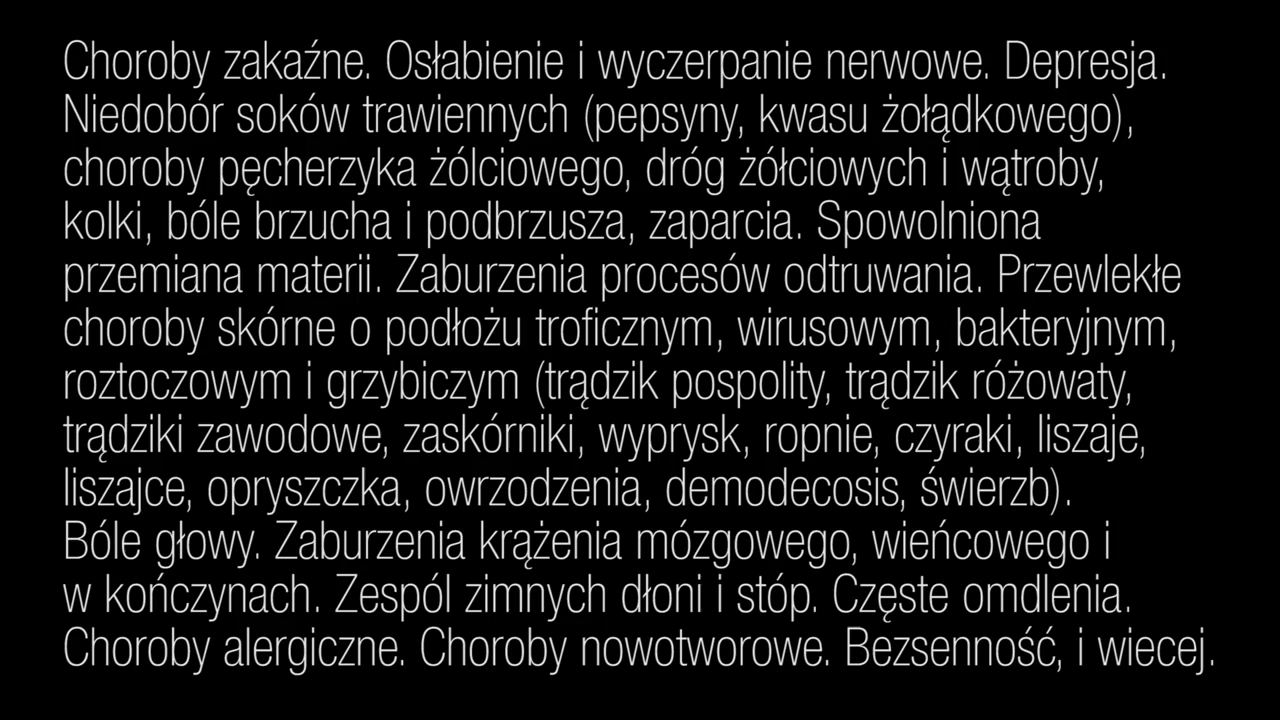 Choroby zakaźne. Osłabienie i wyczerpanie nerwowe. Depresja.
Niedobór soków trawiennych (pepsyny, kwasu żołądkowego),
choroby pęcherzyka żólciowego, dróg żółciowych i wątroby,
kolki, bóle brzucha i podbrzusza, zaparcia. Spowolniona
przemiana materii. Zaburzenia procesów odtruwania. Przewlekłe
choroby skórne o podłożu troficznym, wirusowym, bakteryjnym,
roztoczowym i grzybiczym (trądzik pospolity, trądzik różowaty,
trądziki zawodowe, zaskórniki, wyprysk, ropnie, czyraki, liszaje,
liszajce, opryszczka, owrzodzenia, demodecosis, świerzb).
Bóle głowy. Zaburzenia krążenia mózgowego, wieńcowego i
w kończynach. Zespól zimnych dłoni i stóp. Częste omdlenia.
Choroby alergiczne. Choroby nowotworowe. Bezsenność, i wiecej.